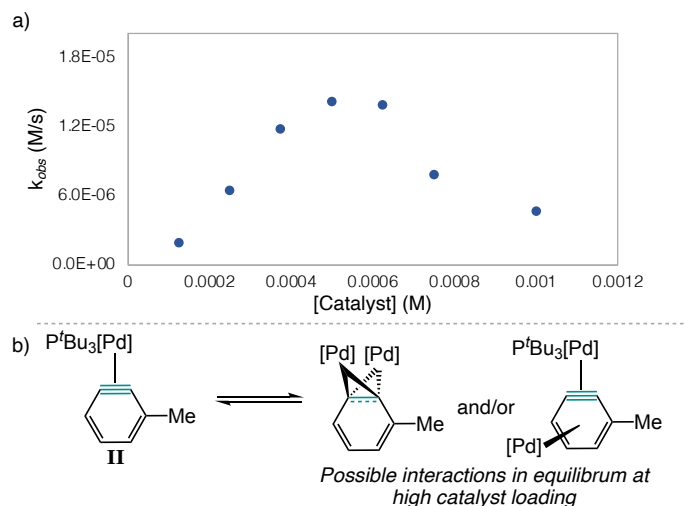 a)
1.8E-05
1.2E-05
6.0E-06
0.0E+00
k_obs (M/s)
0 0.0002 0.0004 0.0006 0.0008 0.001 0.0012
[Catalyst] (M)
b)
PᵗBu₃[Pd]
Me
II
[Pd] [Pd]
Me
and/or
PᵗBu₃[Pd]
Me
[Pd]
Possible interactions in equilibrum at
high catalyst loading